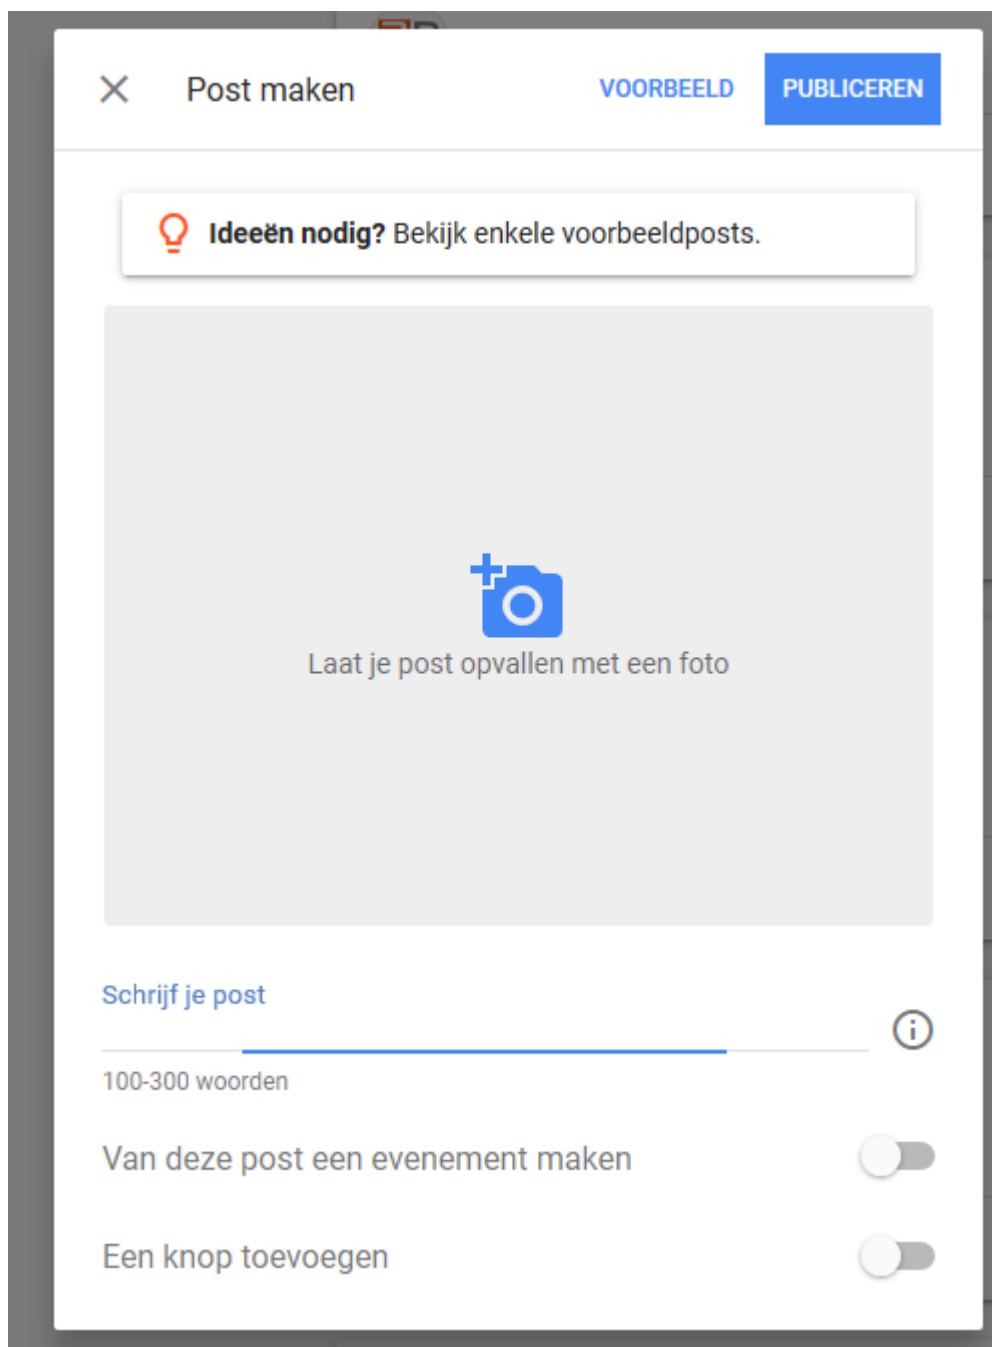 Post maken
VOORBEELD
PUBLICEREN
Ideeën nodig? Bekijk enkele voorbeeldposts.
Laat je post opvallen met een foto
Schrijf je post
100-300 woorden
Van deze post een evenement maken
Een knop toevoegen